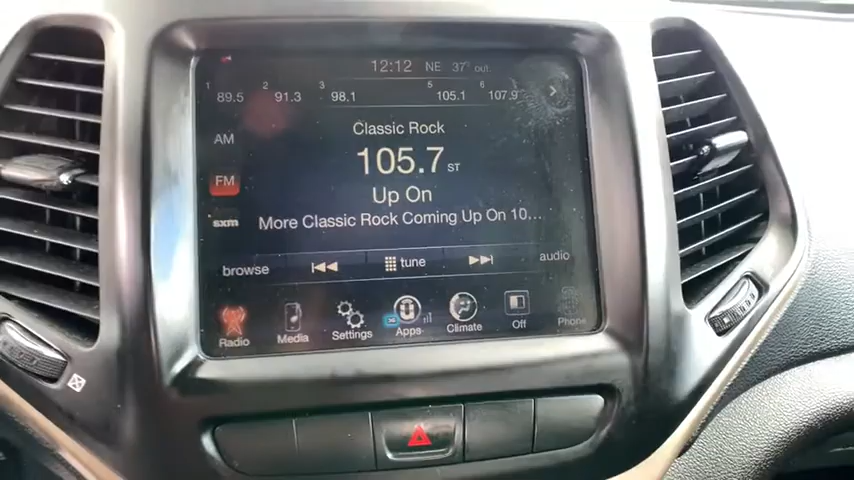 12:12 NE 37° out.
1 89.5 2 91.3 3 98.1 5 105.1 6 107.9
AM
Classic Rock
105.7 ST
FM
Up On
sxm
More Classic Rock Coming Up On 10...
browse tune audio
Radio Media Settings Apps Climate Off Phone